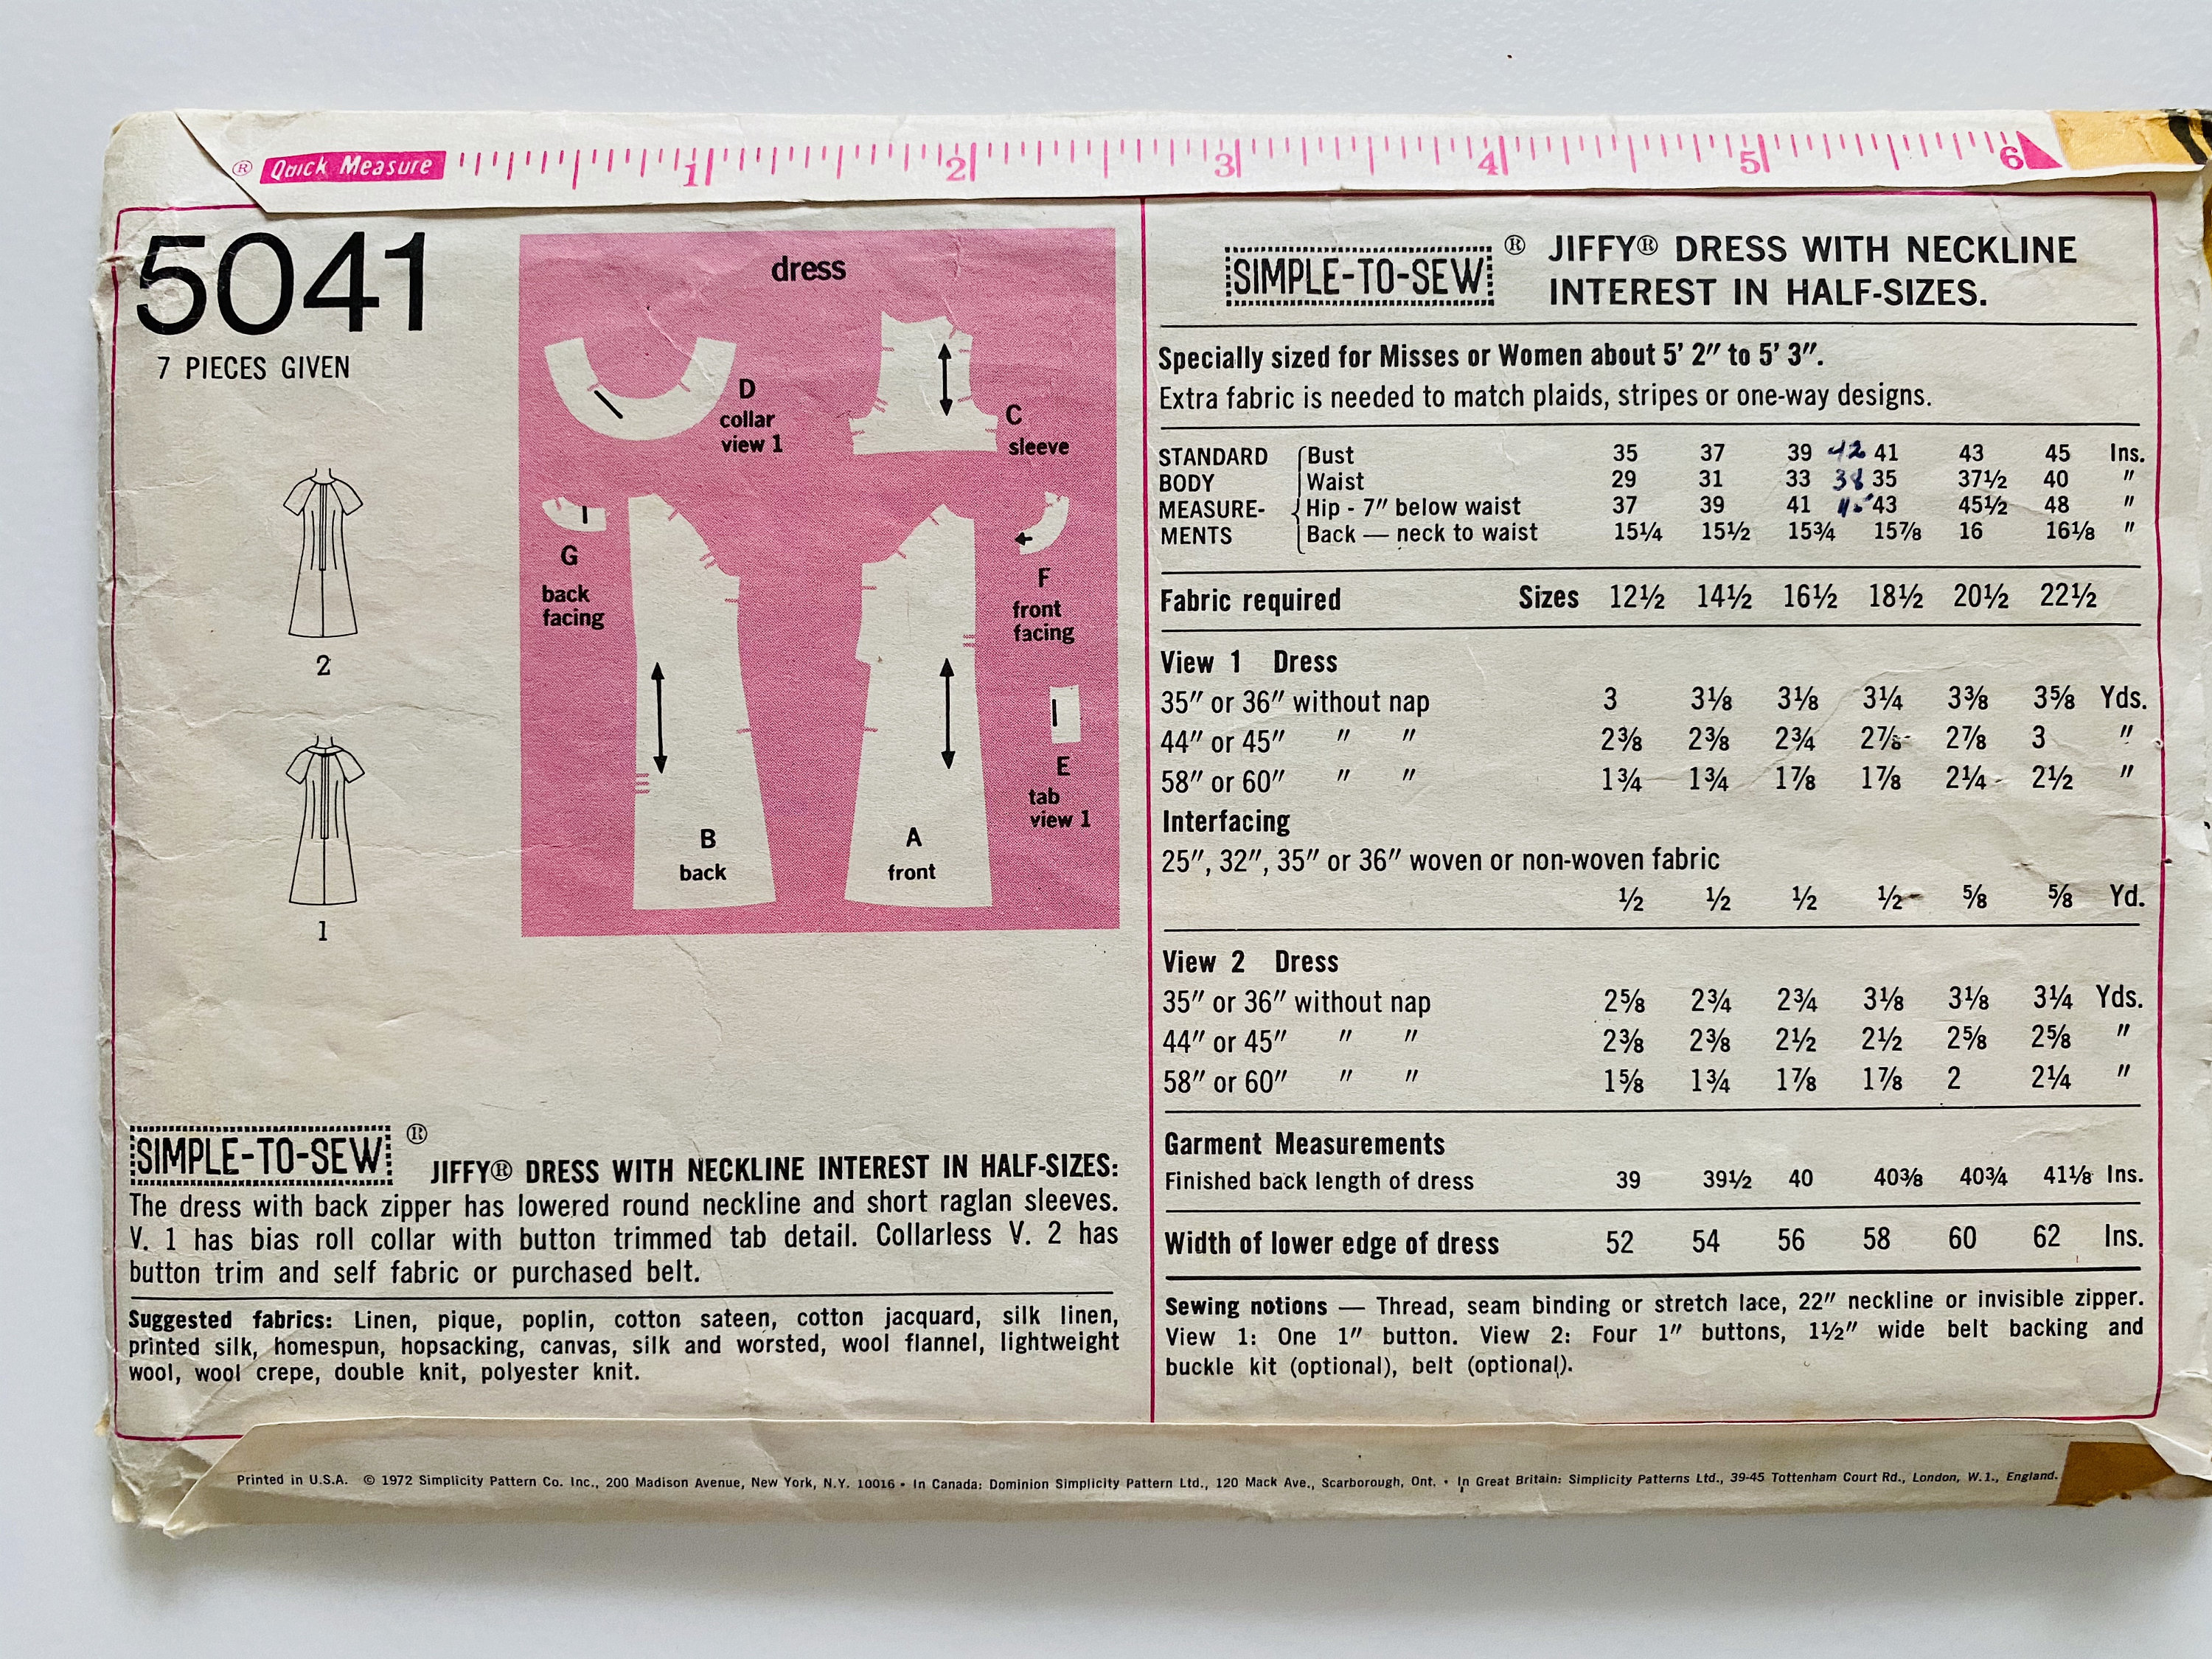 ® Quick Measure 1 2 3 4 5 6
5041
7 PIECES GIVEN
2
1
dress
D
collar
view 1
C
sleeve
G
back
facing
F
front
facing
E
tab
view 1
B
back
A
front
SIMPLE-TO-SEW ® JIFFY® DRESS WITH NECKLINE INTEREST IN HALF-SIZES:
The dress with back zipper has lowered round neckline and short raglan sleeves.
V. 1 has bias roll collar with button trimmed tab detail. Collarless V. 2 has
button trim and self fabric or purchased belt.
Suggested fabrics: Linen, pique, poplin, cotton sateen, cotton jacquard, silk linen,
printed silk, homespun, hopsacking, canvas, silk and worsted, wool flannel, lightweight
wool, wool crepe, double knit, polyester knit.
SIMPLE-TO-SEW ® JIFFY® DRESS WITH NECKLINE
INTEREST IN HALF-SIZES.
Specially sized for Misses or Women about 5' 2" to 5' 3".
Extra fabric is needed to match plaids, stripes or one-way designs.
STANDARD Bust 35 37 39 42 41 43 45 Ins.
BODY Waist 29 31 33 38 35 37½ 40 "
MEASURE- Hip - 7" below waist 37 39 41 43 45½ 48 "
MENTS Back — neck to waist 15¼ 15½ 15¾ 15⅞ 16 16⅛ "
Fabric required Sizes 12½ 14½ 16½ 18½ 20½ 22½
View 1 Dress
35" or 36" without nap 3 3⅛ 3⅛ 3¼ 3⅜ 3⅝ Yds.
44" or 45" " " 2⅜ 2⅜ 2¾ 2⅞ 2⅞ 3 "
58" or 60" " " 1¾ 1¾ 1⅞ 1⅞ 2¼ 2½ "
Interfacing
25", 32", 35" or 36" woven or non-woven fabric
½ ½ ½ ½ ⅝ ⅝ Yd.
View 2 Dress
35" or 36" without nap 2⅝ 2¾ 2¾ 3⅛ 3⅛ 3¼ Yds.
44" or 45" " " 2⅜ 2⅜ 2½ 2½ 2⅝ 2⅝ "
58" or 60" " " 1⅝ 1¾ 1⅞ 1⅞ 2 2¼ "
Garment Measurements
Finished back length of dress 39 39½ 40 40⅜ 40¾ 41⅛ Ins.
Width of lower edge of dress 52 54 56 58 60 62 Ins.
Sewing notions — Thread, seam binding or stretch lace, 22" neckline or invisible zipper.
View 1: One 1" button. View 2: Four 1" buttons, 1½" wide belt backing and
buckle kit (optional), belt (optional).
Printed in U.S.A. © 1972 Simplicity Pattern Co. Inc., 200 Madison Avenue, New York, N.Y. 10016 • In Canada: Dominion Simplicity Pattern Ltd., 120 Mack Ave., Scarborough, Ont. • In Great Britain: Simplicity Patterns Ltd., 39-45 Tottenham Court Rd., London, W.1., England.